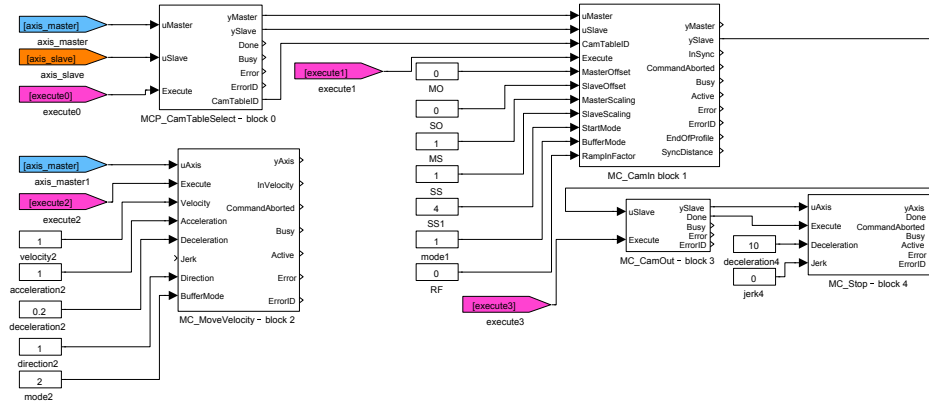 [axis_master]
axis_master
[axis_slave]
axis_slave
[execute0]
execute0
uMaster
uSlave
Execute
yMaster
ySlave
Done
Busy
Error
ErrorID
CamTableID
MCP_CamTableSelect - block 0
[execute1]
execute1
0
MO
0
SO
1
MS
1
SS
4
SS1
1
mode1
0
RF
uMaster
uSlave
CamTableID
Execute
MasterOffset
SlaveOffset
MasterScaling
SlaveScaling
StartMode
BufferMode
RampInFactor
yMaster
ySlave
InSync
CommandAborted
Busy
Active
Error
ErrorID
EndOfProfile
SyncDistance
MC_CamIn block 1
[axis_master]
axis_master1
[execute2]
execute2
1
velocity2
1
acceleration2
0.2
deceleration2
1
direction2
2
mode2
uAxis
Execute
Velocity
Acceleration
Deceleration
Jerk
Direction
BufferMode
yAxis
InVelocity
CommandAborted
Busy
Active
Error
ErrorID
MC_MoveVelocity - block 2
[execute3]
execute3
uSlave
Execute
ySlave
Done
Busy
Error
ErrorID
MC_CamOut - block 3
10
deceleration4
0
jerk4
uAxis
Execute
Deceleration
Jerk
yAxis
Done
CommandAborted
Busy
Active
Error
ErrorID
MC_Stop - block 4